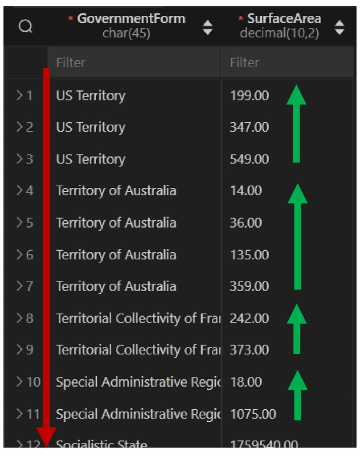 * GovernmentForm * SurfaceArea
char(45) decimal(10,2)
Filter Filter
1 US Territory 199.00
2 US Territory 347.00
3 US Territory 549.00
4 Territory of Australia 14.00
5 Territory of Australia 36.00
6 Territory of Australia 135.00
7 Territory of Australia 359.00
8 Territorial Collectivity of Fra 242.00
9 Territorial Collectivity of Fra 373.00
10 Special Administrative Regio 18.00
11 Special Administrative Regio 1075.00
12 Socialistic State 1759540.00